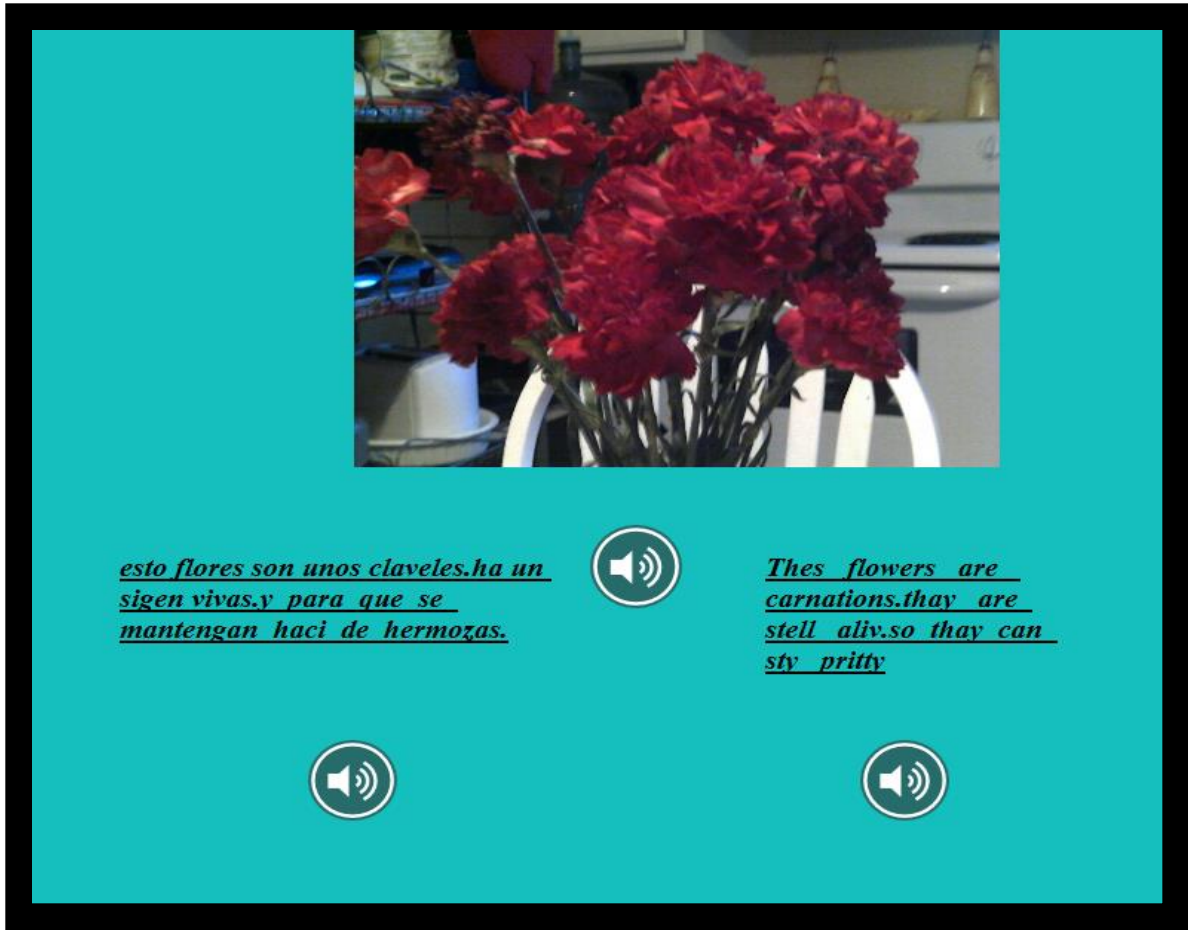 esto flores son unos claveles.ha un
sigen vivas.y para que se
mantengan haci de hermozas.
Thes flowers are
carnations.thay are
stell aliv.so thay can
sty pritty